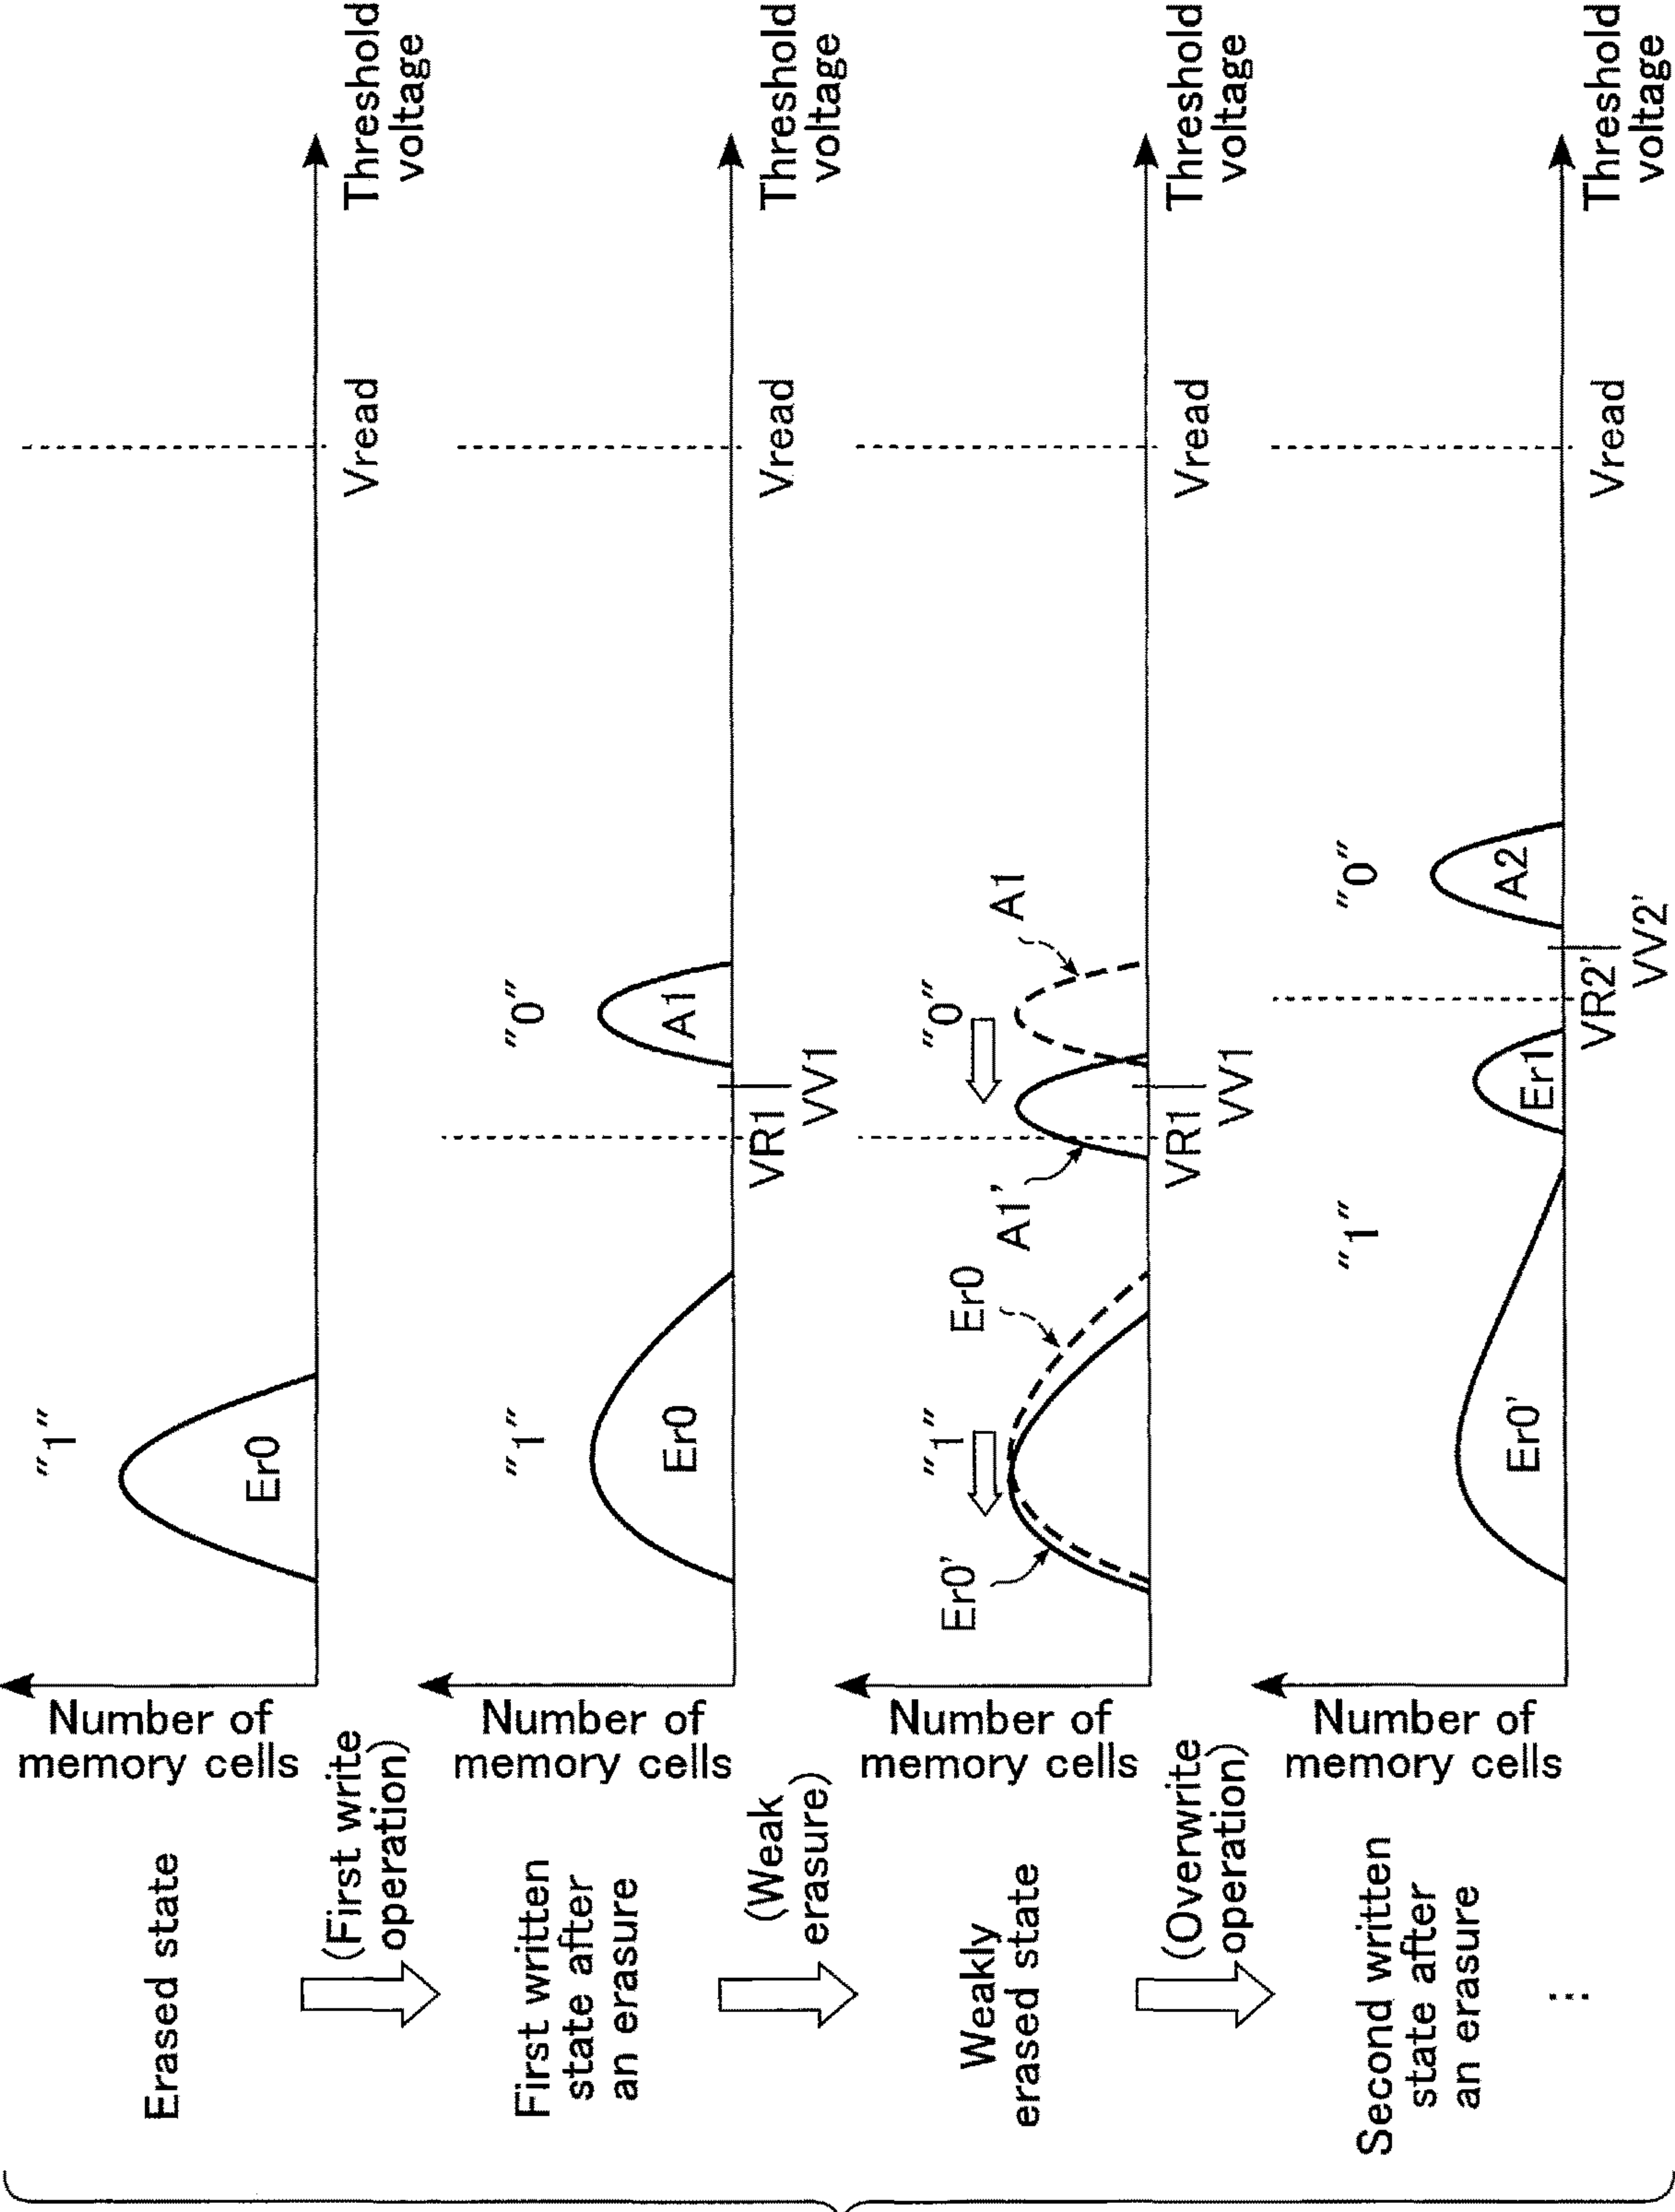 Erased state
Number of
memory cells
"1"
Er0
Vread
Threshold
voltage
(First write
operation)
First written
state after
an erasure
Number of
memory cells
"1"
Er0
"0"
A1
VR1
VV1
Vread
Threshold
voltage
(Weak
erasure)
Weakly
erased state
Number of
memory cells
Er0'
"1"
Er0
A1'
"0"
A1
VR1
VV1
Vread
Threshold
voltage
(Overwrite
operation)
Second written
state after
an erasure
Number of
memory cells
Er0'
"1"
Er1
"0"
A2
VR2'
VV2'
Vread
Threshold
voltage
...